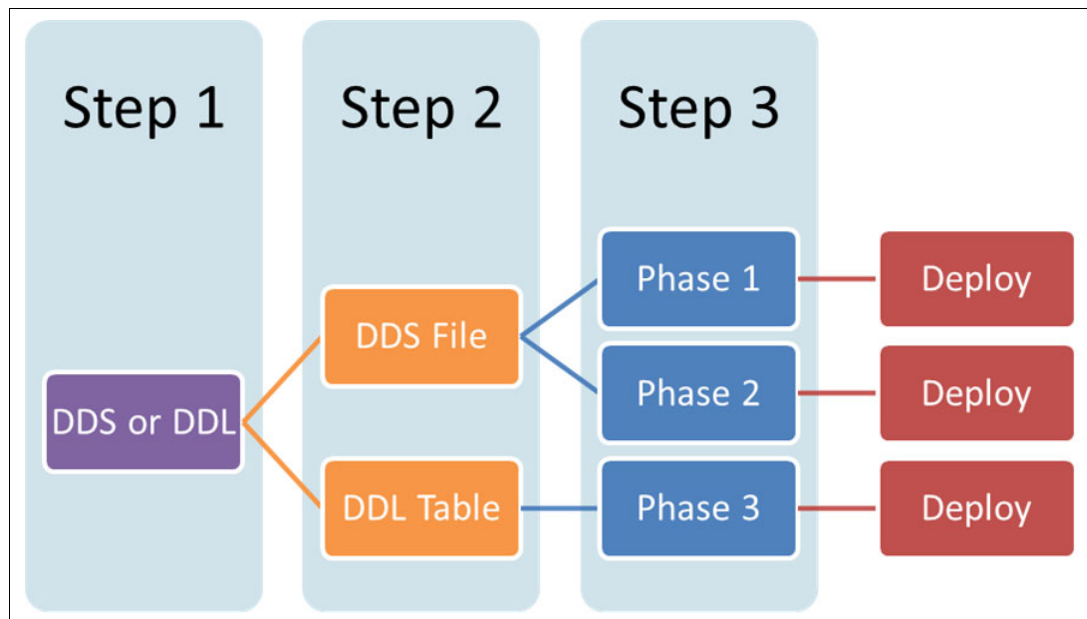 Step 1
Step 2
Step 3
DDS or DDL
DDS File
DDL Table
Phase 1
Phase 2
Phase 3
Deploy
Deploy
Deploy